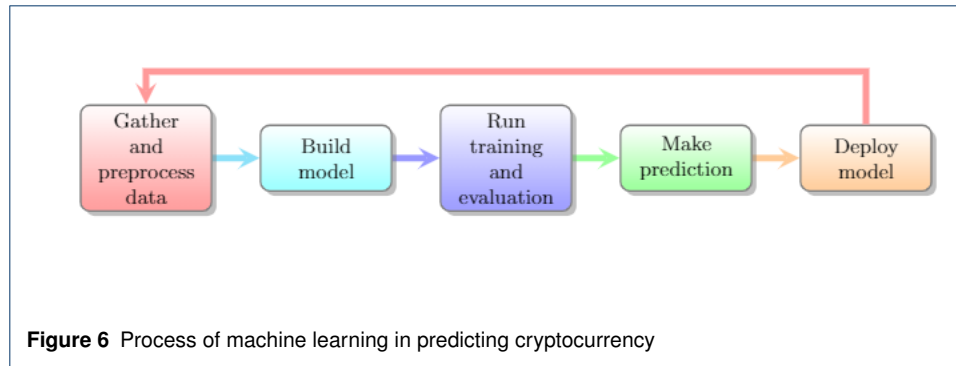 Gather
and
preprocess
data
Build
model
Run
training
and
evaluation
Make
prediction
Deploy
model
Figure 6 Process of machine learning in predicting cryptocurrency